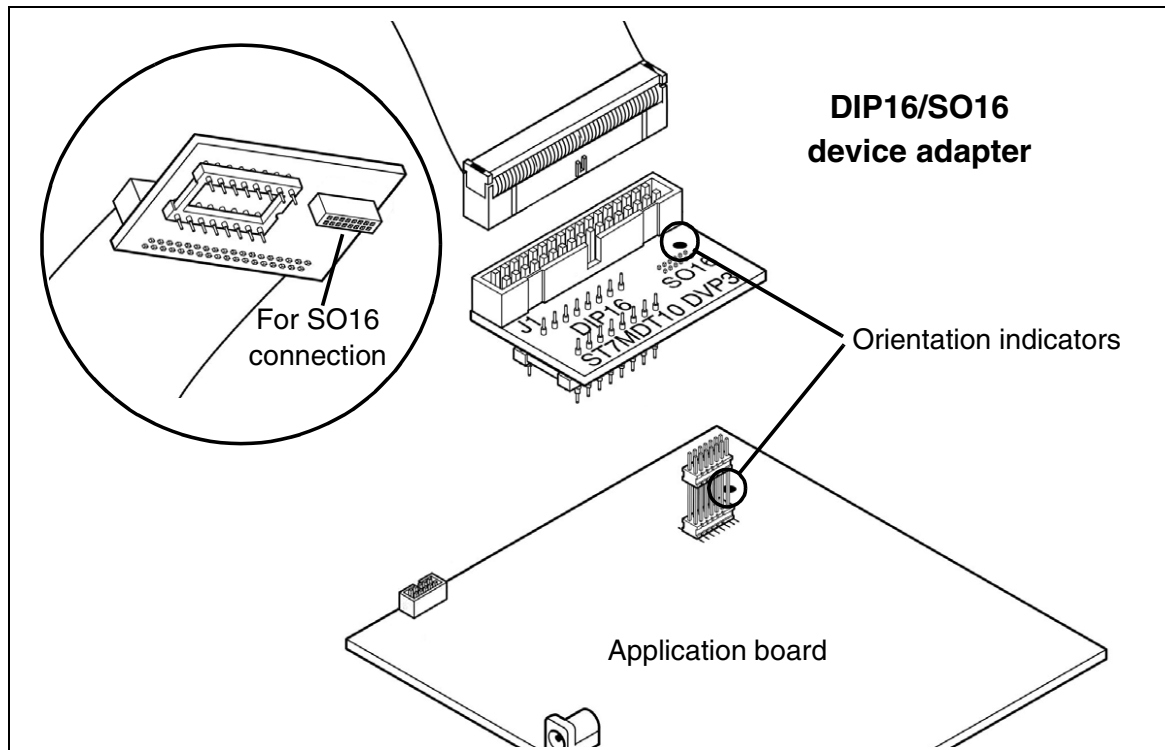 DIP16/SO16
device adapter
For SO16
connection
SO16
J1
DIP16
ST7MDT10 DVP3
Orientation indicators
Application board